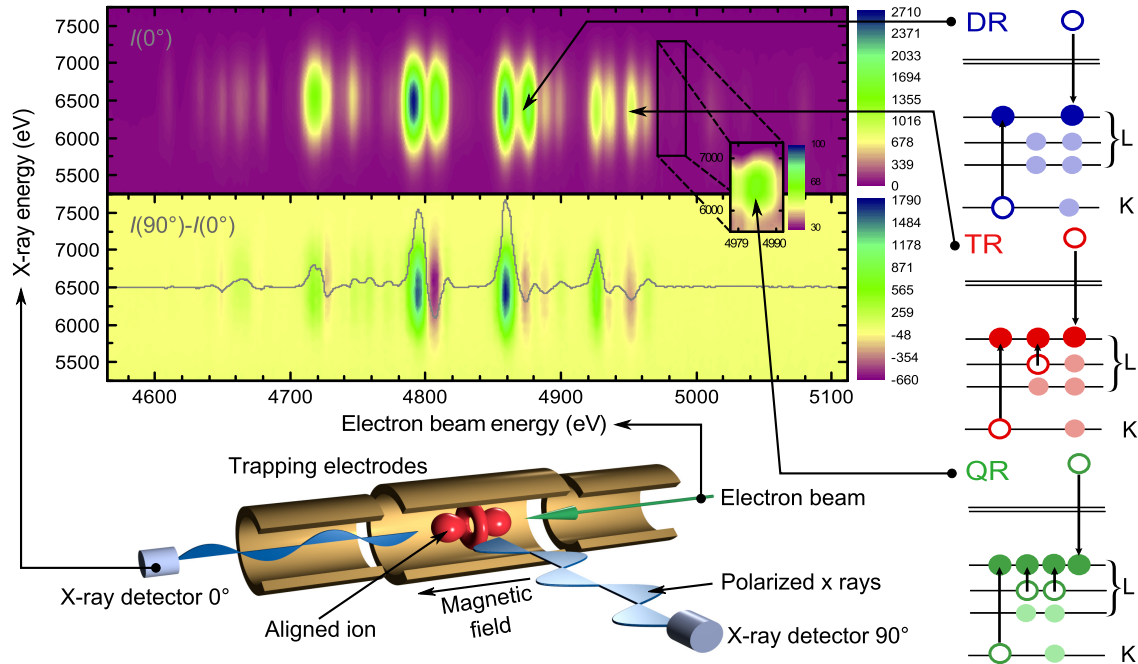 7500
7000
6500
6000
5500
I(0°)
2710
2371
2033
1694
1355
1016
678
339
0
7000
6000
4979 4990
100
68
30
7500
7000
6500
6000
5500
I(90°)-I(0°)
1790
1484
1178
871
565
259
-48
-354
-660
X-ray energy (eV)
4600 4700 4800 4900 5000 5100
Electron beam energy (eV)
DR
L
K
TR
L
K
QR
L
K
Trapping electrodes
Electron beam
X-ray detector 0°
Aligned ion
Magnetic
field
Polarized x rays
X-ray detector 90°